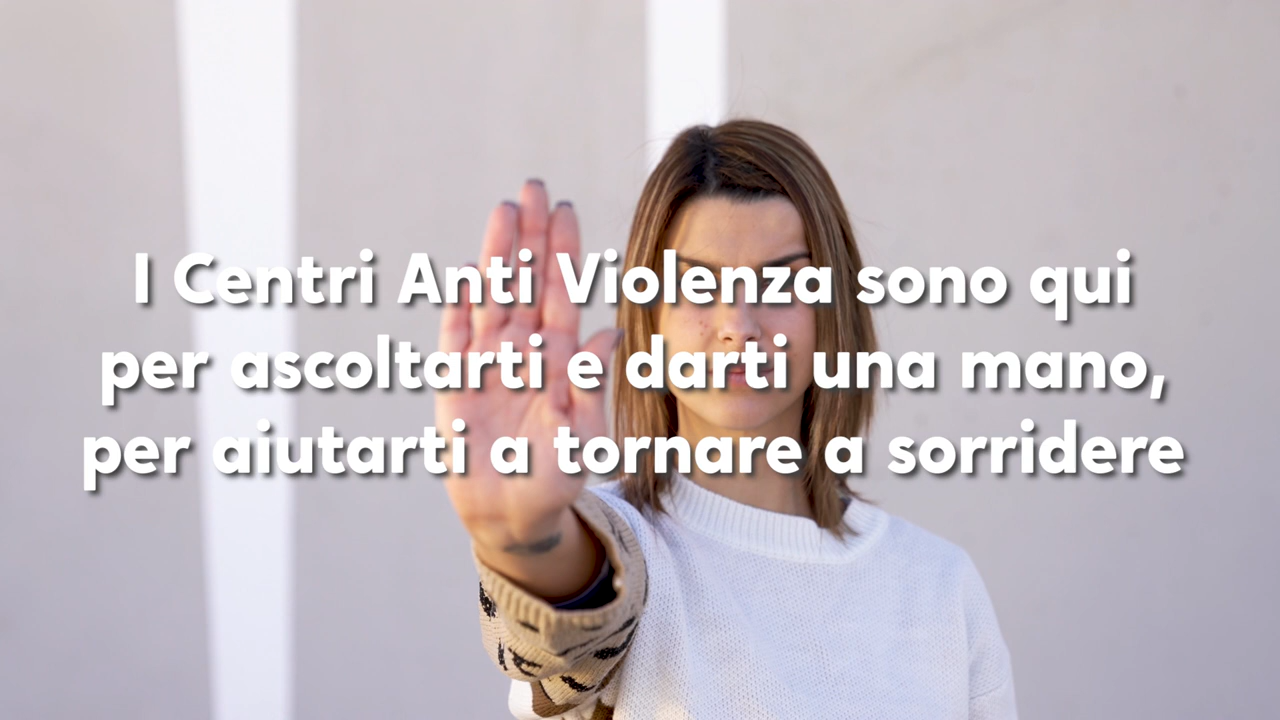 I Centri Anti Violenza sono qui
per ascoltarti e darti una mano,
per aiutarti a tornare a sorridere